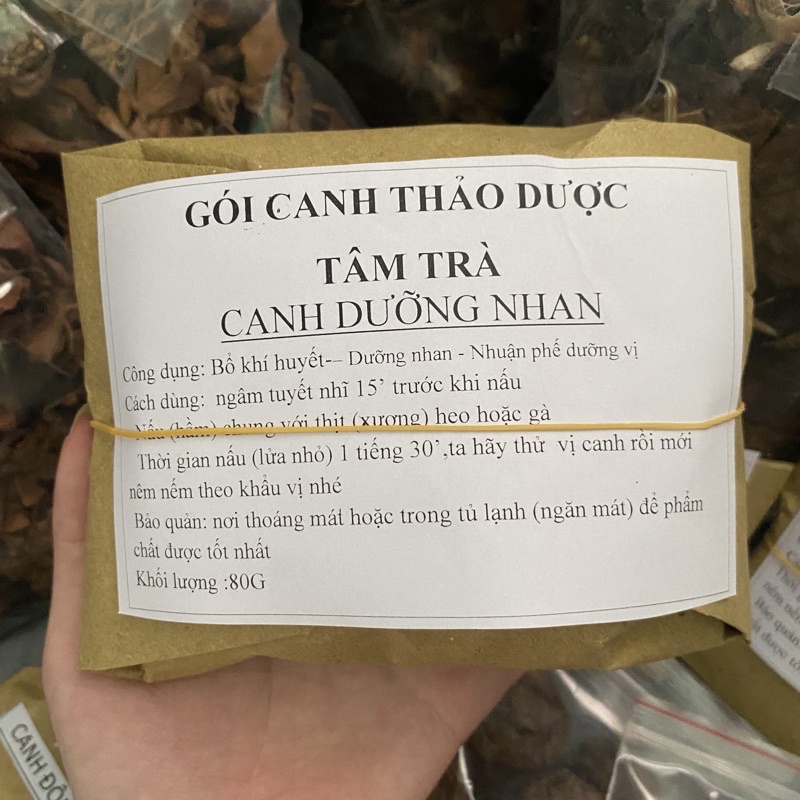 GÓI CANH THẢO DƯỢC
TÂM TRÀ
CANH DƯỠNG NHAN
Công dụng: Bổ khí huyết-– Dưỡng nhan - Nhuận phế dưỡng vị
Cách dùng: ngâm tuyết nhĩ 15' trước khi nấu
Nấu (hầm) chung với thịt (xương) heo hoặc gà
Thời gian nấu (lửa nhỏ) 1 tiếng 30',ta hãy thử vị canh rồi mới
nêm nếm theo khẩu vị nhé
Bảo quản: nơi thoáng mát hoặc trong tủ lạnh (ngăn mát) để phẩm
chất được tốt nhất
Khối lượng :80G
CANH